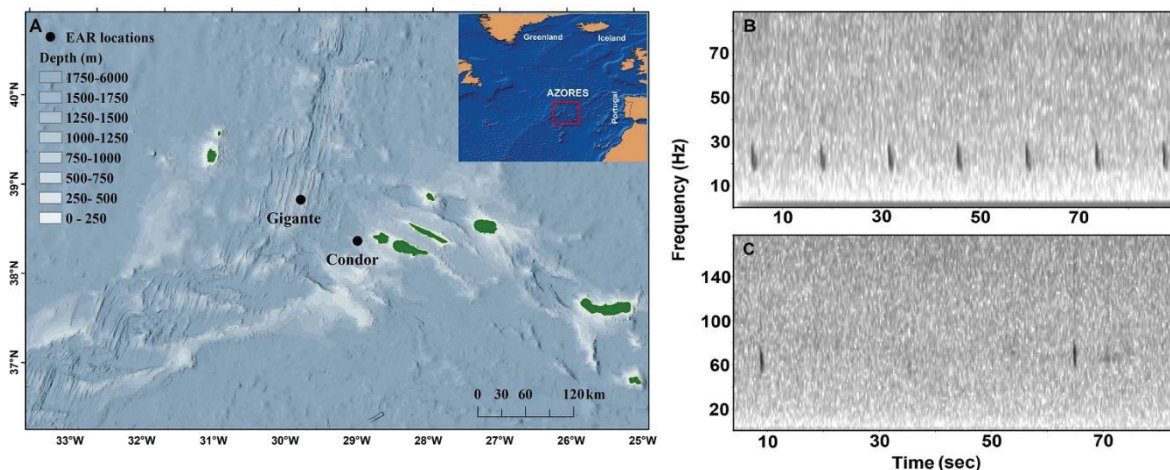 A
EAR locations
Depth (m)
1750-6000
1500-1750
1250-1500
1000-1250
750-1000
500-750
250- 500
0 - 250
Greenland
Iceland
AZORES
Portugal
Gigante
Condor
0 30 60 120 km
40°N
39°N
38°N
37°N
33°W 32°W 31°W 30°W 29°W 28°W 27°W 26°W 25°W
B
90
70
50
30
10
10 30 50 70
Frequency (Hz)
C
140
100
60
20
10 30 50 70
Time (sec)